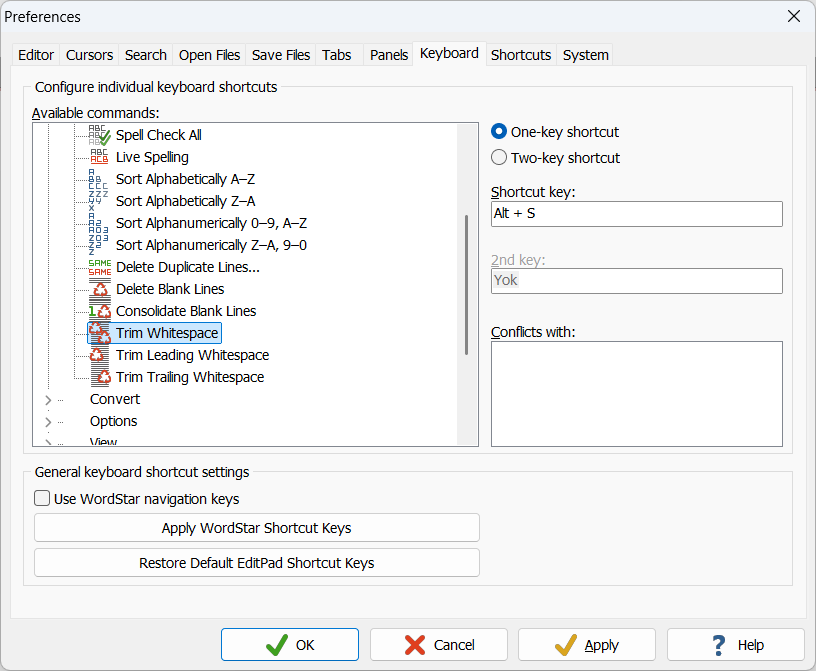 Preferences
Editor Cursors Search Open Files Save Files Tabs Panels Keyboard Shortcuts System
Configure individual keyboard shortcuts
Available commands:
Spell Check All
Live Spelling
Sort Alphabetically A–Z
Sort Alphabetically Z–A
Sort Alphanumerically 0–9, A–Z
Sort Alphanumerically Z–A, 9–0
Delete Duplicate Lines...
Delete Blank Lines
Consolidate Blank Lines
Trim Whitespace
Trim Leading Whitespace
Trim Trailing Whitespace
Convert
Options
View
One-key shortcut
Two-key shortcut
Shortcut key:
Alt + S
2nd key:
Yok
Conflicts with:
General keyboard shortcut settings
Use WordStar navigation keys
Apply WordStar Shortcut Keys
Restore Default EditPad Shortcut Keys
OK Cancel Apply ? Help